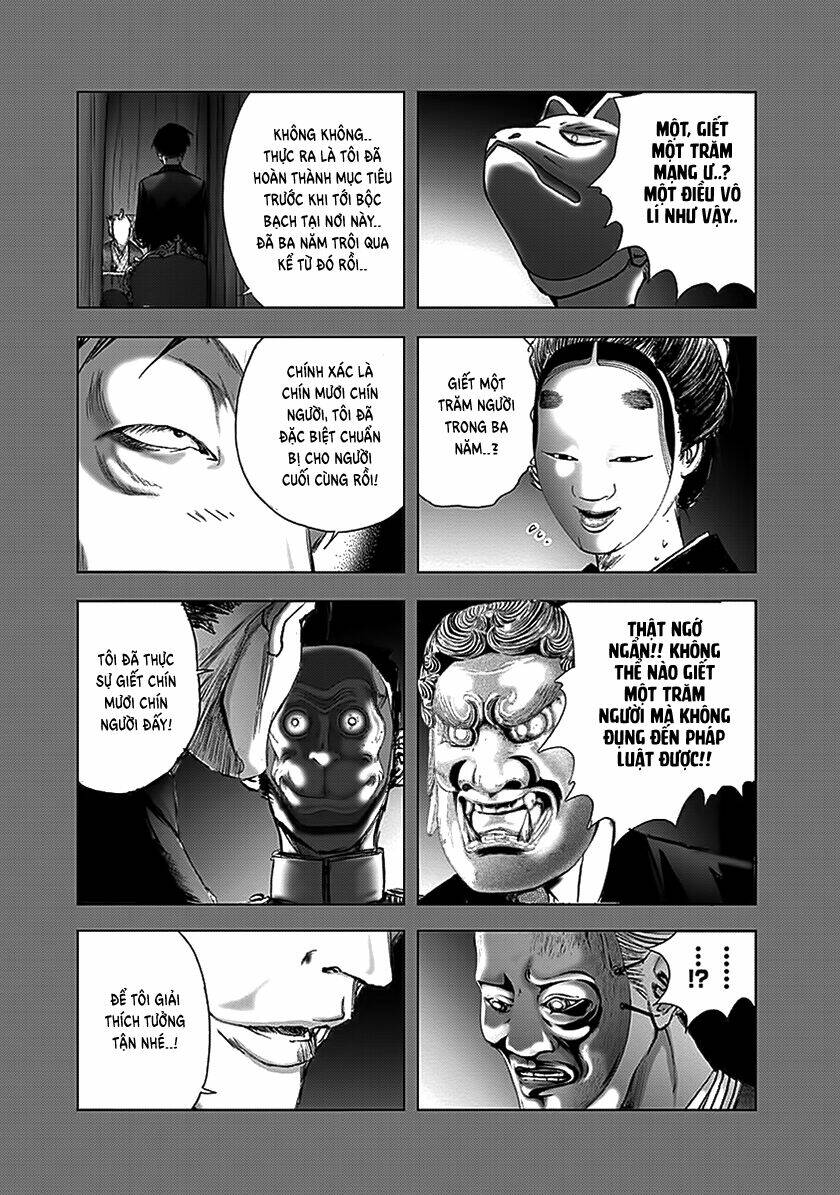 MỘT, GIẾT
MỘT TRĂM
MẠNG Ư..?
MỘT ĐIỀU VÔ
LÍ NHƯ VẬY..
KHÔNG KHÔNG..
THỰC RA LÀ TÔI ĐÃ
HOÀN THÀNH MỤC TIÊU
TRƯỚC KHI TỚI BỘC
BẠCH TẠI NƠI NÀY..
ĐÃ BA NĂM TRÔI QUA
KỂ TỪ ĐÓ RỒI..
GIẾT MỘT
TRĂM NGƯỜI
TRONG BA
NĂM..?
CHÍNH XÁC LÀ
CHÍN MƯƠI CHÍN
NGƯỜI, TÔI ĐÃ
ĐẶC BIỆT CHUẨN
BỊ CHO NGƯỜI
CUỐI CÙNG RỒI!
THẬT NGỚ
NGẨN!! KHÔNG
THỂ NÀO GIẾT
MỘT TRĂM
NGƯỜI MÀ KHÔNG
ĐỤNG ĐẾN PHÁP
LUẬT ĐƯỢC!!
TÔI ĐÃ THỰC
SỰ GIẾT CHÍN
MƯƠI CHÍN
NGƯỜI ĐẤY!
......
!?
ĐỂ TÔI GIẢI
THÍCH TƯỜNG
TẬN NHÉ..!